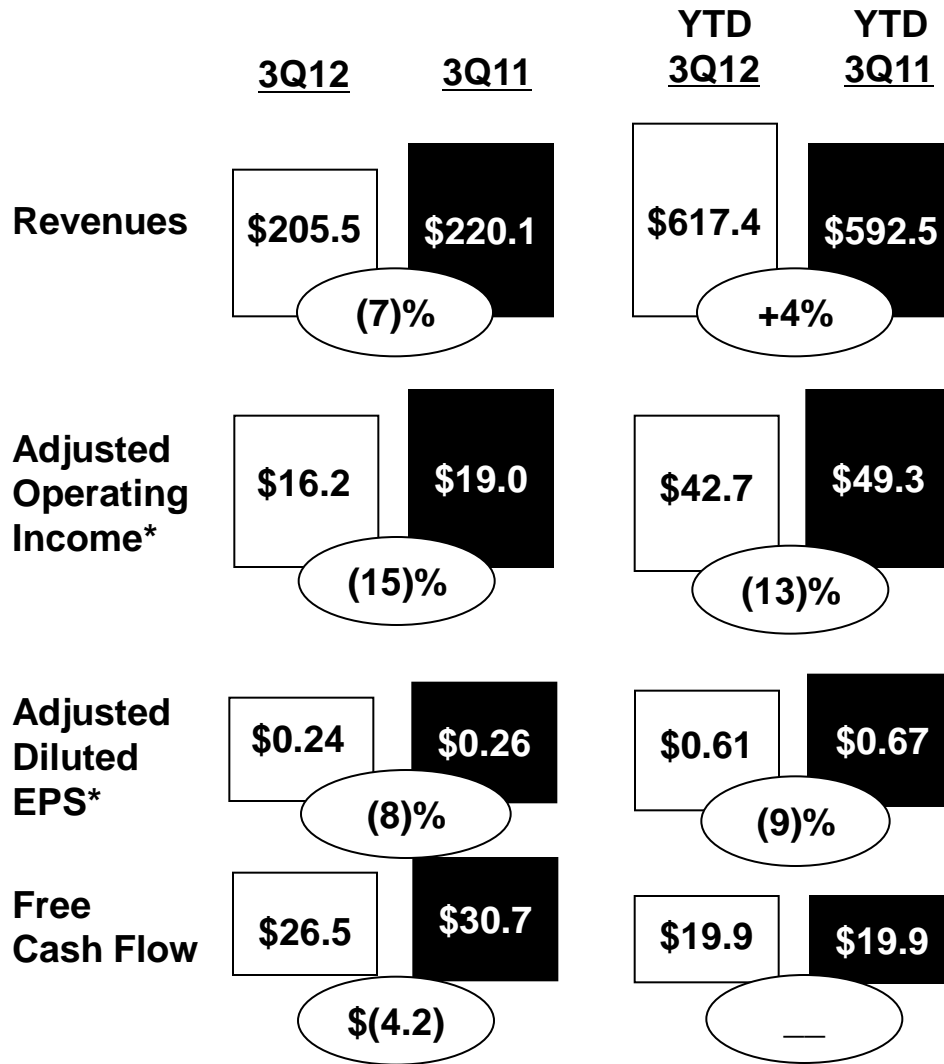 3Q12 3Q11 YTD 3Q12 YTD 3Q11
Revenues
$205.5 $220.1 $617.4 $592.5
(7)% +4%
Adjusted
Operating
Income*
$16.2 $19.0 $42.7 $49.3
(15)% (13)%
Adjusted
Diluted
EPS*
$0.24 $0.26 $0.61 $0.67
(8)% (9)%
Free
Cash Flow
$26.5 $30.7 $19.9 $19.9
$(4.2) __